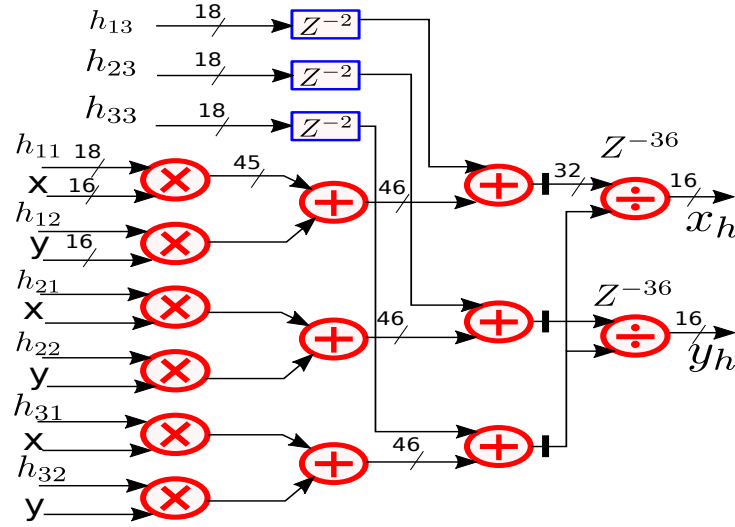 h₁₃ 18 Z⁻²
h₂₃ 18 Z⁻²
h₃₃ 18 Z⁻²
h₁₁ 18 45 Z⁻³⁶
x 16 46 32 16
x_h
h₁₂
y 16
h₂₁ Z⁻³⁶
x 46 16
y_h
h₂₂
y
h₃₁
x 46
h₃₂
y